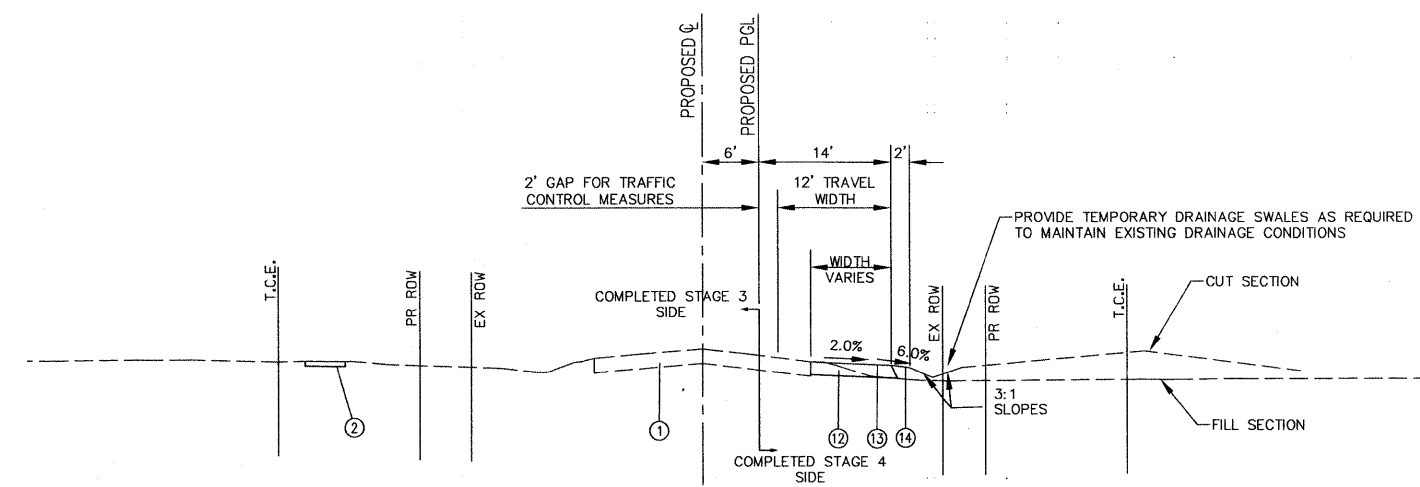 PROPOSED ℄
PROPOSED PGL
6'
14'
2'
2' GAP FOR TRAFFIC
CONTROL MEASURES
12' TRAVEL
WIDTH
PROVIDE TEMPORARY DRAINAGE SWALES AS REQUIRED
TO MAINTAIN EXISTING DRAINAGE CONDITIONS
WIDTH
VARIES
T.C.E.
PR ROW
EX ROW
COMPLETED STAGE 3
SIDE
EX ROW
PR ROW
T.C.E.
CUT SECTION
2.0%
6.0%
3:1
SLOPES
FILL SECTION
2
1
12
13
14
COMPLETED STAGE 4
SIDE